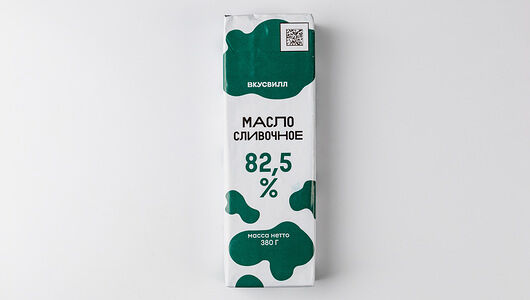 ВКУСВИЛЛ
МАСЛО
СЛИВОЧНОЕ
82,5
%
масса нетто
380 Г